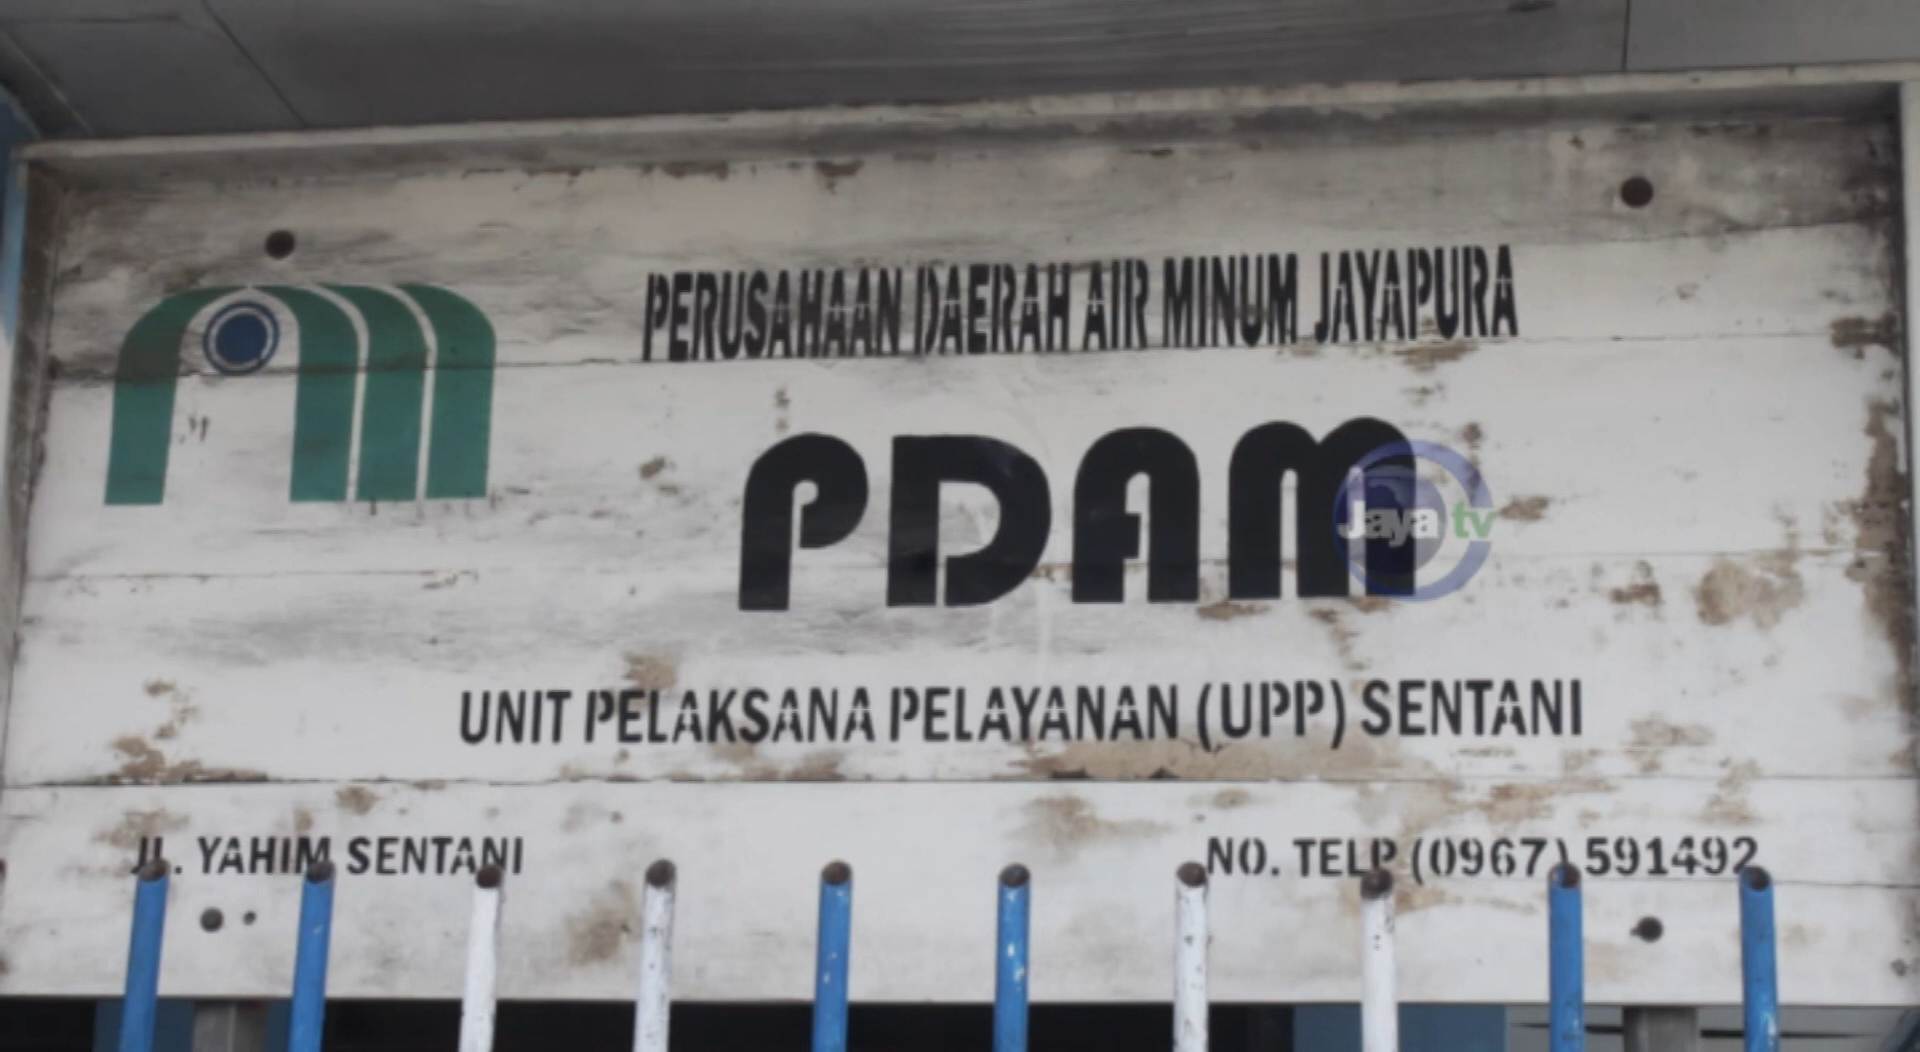 PERUSAHAAN DAERAH AIR MINUM JAYAPURA
PDAM
Jaya tv
UNIT PELAKSANA PELAYANAN (UPP) SENTANI
JL. YAHIM SENTANI
NO. TELP (0967) 591492